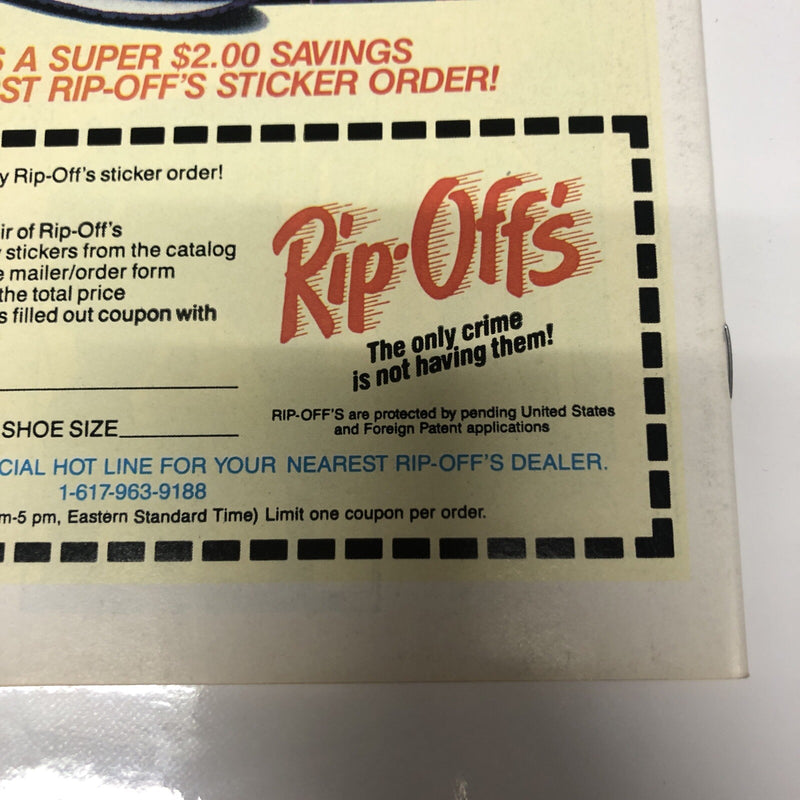 A SUPER $2.00 SAVINGS
ST RIP-OFF'S STICKER ORDER!
y Rip-Off's sticker order!
ir of Rip-Off's
stickers from the catalog
e mailer/order form
the total price
s filled out coupon with
SHOE SIZE
Rip-Off's
The only crime
is not having them!
RIP-OFF'S are protected by pending United States
and Foreign Patent applications
CIAL HOT LINE FOR YOUR NEAREST RIP-OFF'S DEALER.
1-617-963-9188
m-5 pm, Eastern Standard Time) Limit one coupon per order.